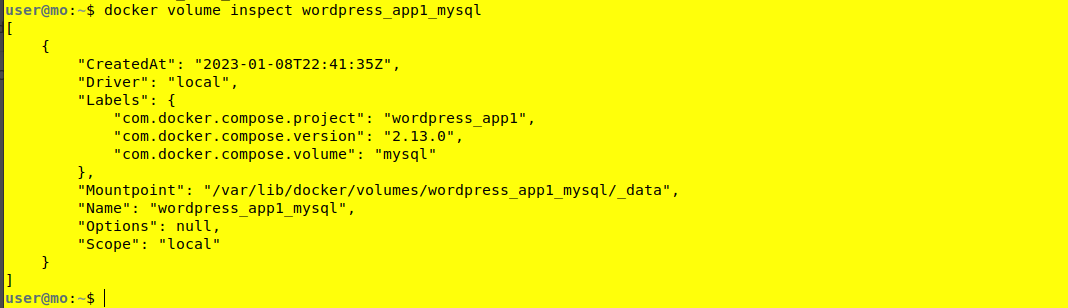 user@mo:~$ docker volume inspect wordpress_app1_mysql
[
    {
        "CreatedAt": "2023-01-08T22:41:35Z",
        "Driver": "local",
        "Labels": {
            "com.docker.compose.project": "wordpress_app1",
            "com.docker.compose.version": "2.13.0",
            "com.docker.compose.volume": "mysql"
        },
        "Mountpoint": "/var/lib/docker/volumes/wordpress_app1_mysql/_data",
        "Name": "wordpress_app1_mysql",
        "Options": null,
        "Scope": "local"
    }
]
user@mo:~$